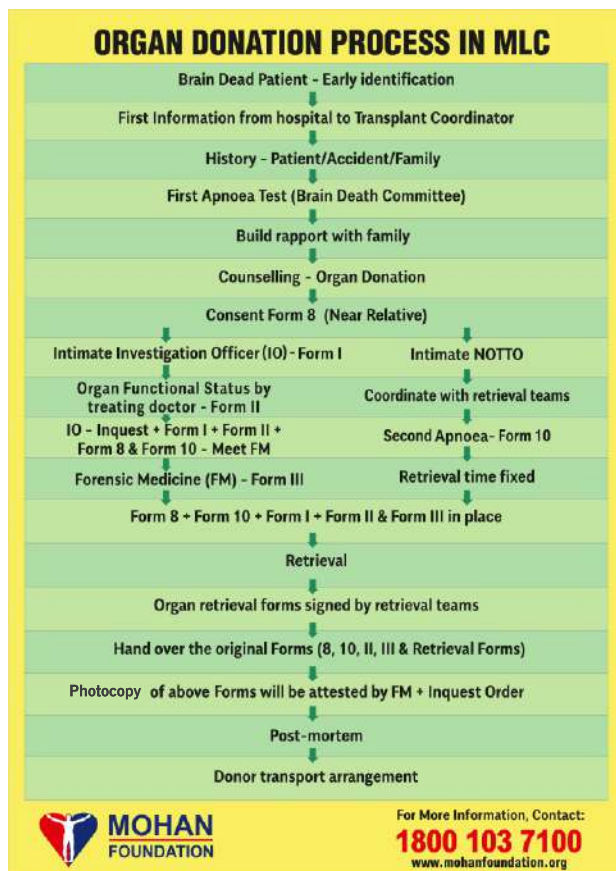 ORGAN DONATION PROCESS IN MLC
Brain Dead Patient - Early identification
First Information from hospital to Transplant Coordinator
History - Patient/Accident/Family
First Apnoea Test (Brain Death Committee)
Build rapport with family
Counselling - Organ Donation
Consent Form 8 (Near Relative)
Intimate Investigation Officer (IO) - Form I
Organ Functional Status by
treating doctor - Form II
IO - Inquest + Form I + Form II +
Form 8 & Form 10 - Meet FM
Forensic Medicine (FM) - Form III
Intimate NOTTO
Coordinate with retrieval teams
Second Apnoea- Form 10
Retrieval time fixed
Form 8 + Form 10 + Form I + Form II & Form III in place
Retrieval
Organ retrieval forms signed by retrieval teams
Hand over the original Forms (8, 10, II, III & Retrieval Forms)
Photocopy of above Forms will be attested by FM + Inquest Order
Post-mortem
Donor transport arrangement
MOHAN
FOUNDATION
For More Information, Contact:
1800 103 7100
www.mohanfoundation.org